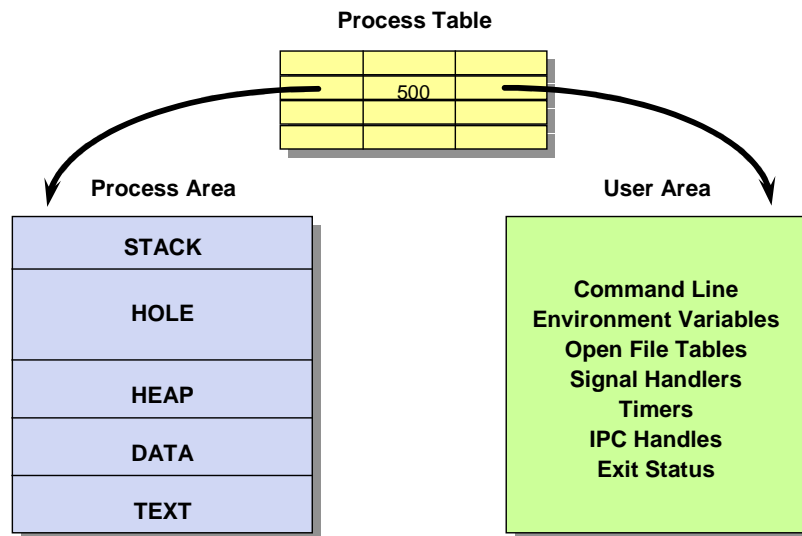 Process Table
500
Process Area
User Area
STACK
HOLE
HEAP
DATA
TEXT
Command Line
Environment Variables
Open File Tables
Signal Handlers
Timers
IPC Handles
Exit Status